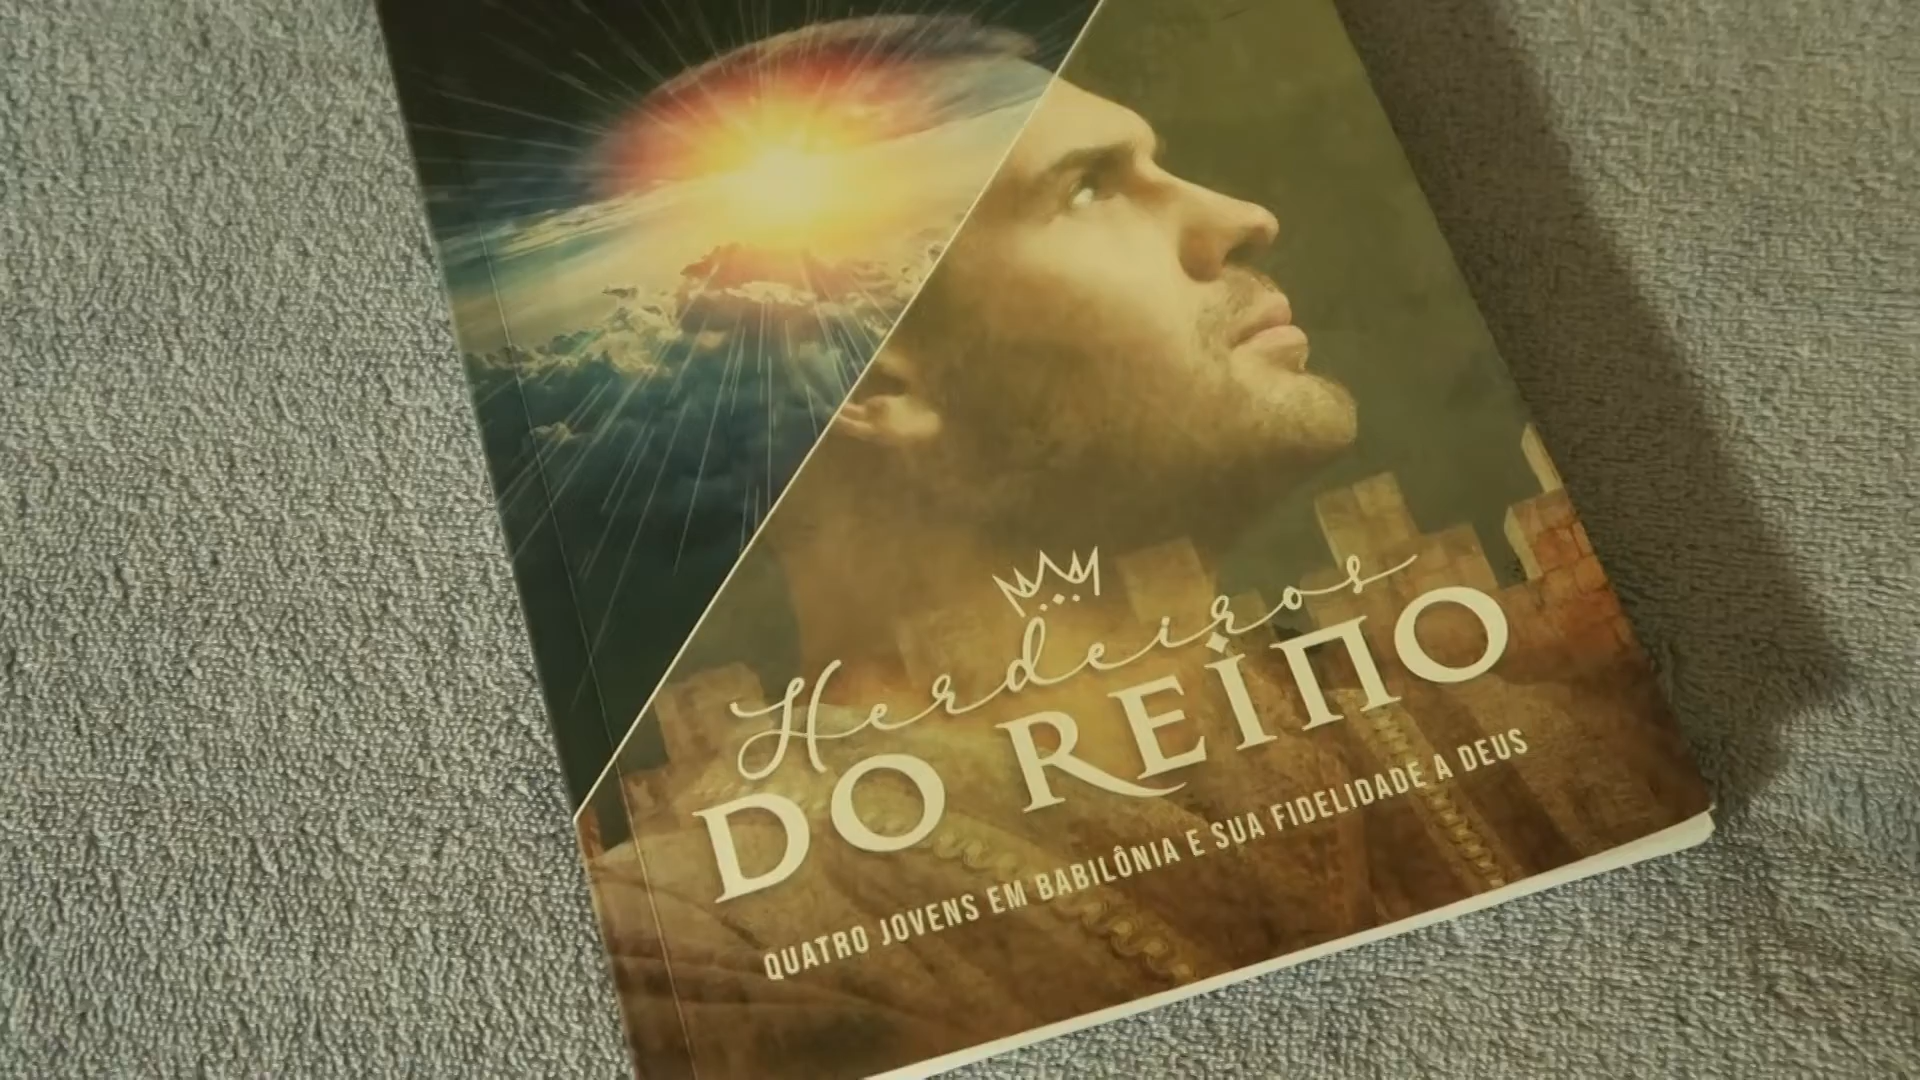 Herdeiros
DO REINO
QUATRO JOVENS EM BABILÔNIA E SUA FIDELIDADE A DEUS